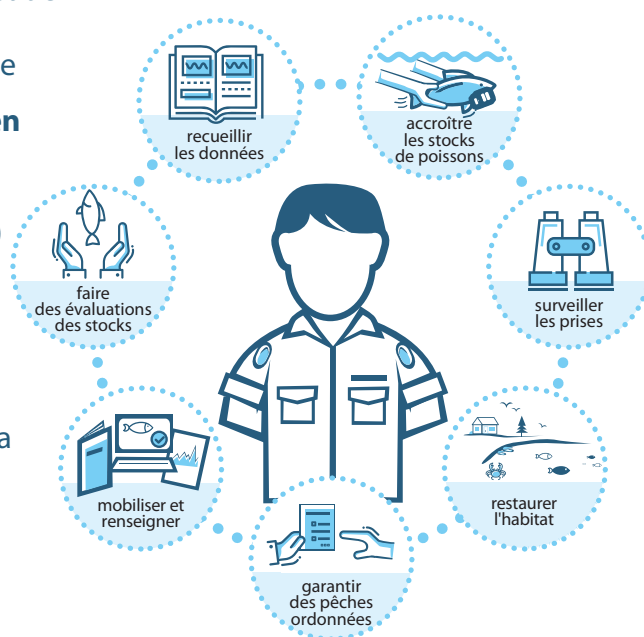 e
en
a
recueillir
les données
accroître
les stocks
de poissons
faire
des évaluations
des stocks
surveiller
les prises
mobiliser et
renseigner
restaurer
l'habitat
garantir
des pêches
ordonnées